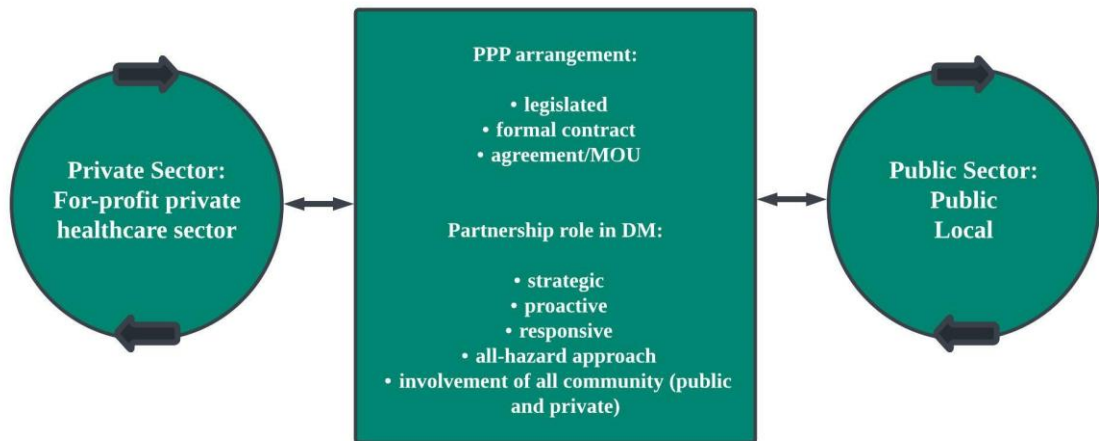 Private Sector:
For-profit private
healthcare sector
PPP arrangement:
• legislated
• formal contract
• agreement/MOU
Partnership role in DM:
• strategic
• proactive
• responsive
• all-hazard approach
• involvement of all community (public
and private)
Public Sector:
Public
Local